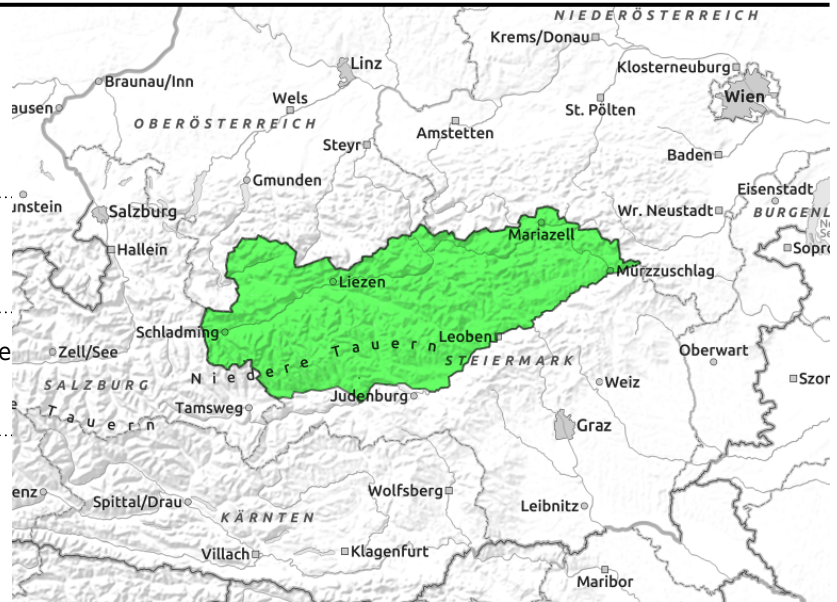 NIEDERÖSTERREICH
Krems/Donau
Linz
Klosterneuburg
Braunau/Inn
Wels
Wien
ausen
St. Pölten
OBERÖSTERREICH
Amstetten
Steyr
Baden
Gmunden
Eisenstadt
unstein
Salzburg
Wr. Neustadt
BURGENL
Mariazell
Hallein
Sopro
Mürzzuschlag
Liezen
Schladming
Leoben
e
Zell/See
Niedere Tauern
STEIERMARK
Oberwart
SALZBURG
Weiz
Szor
Judenburg
Tamsweg
e Tauern
Graz
Wolfsberg
enz
Spittal/Drau
Leibnitz
KÄRNTEN
Villach
Klagenfurt
Maribor